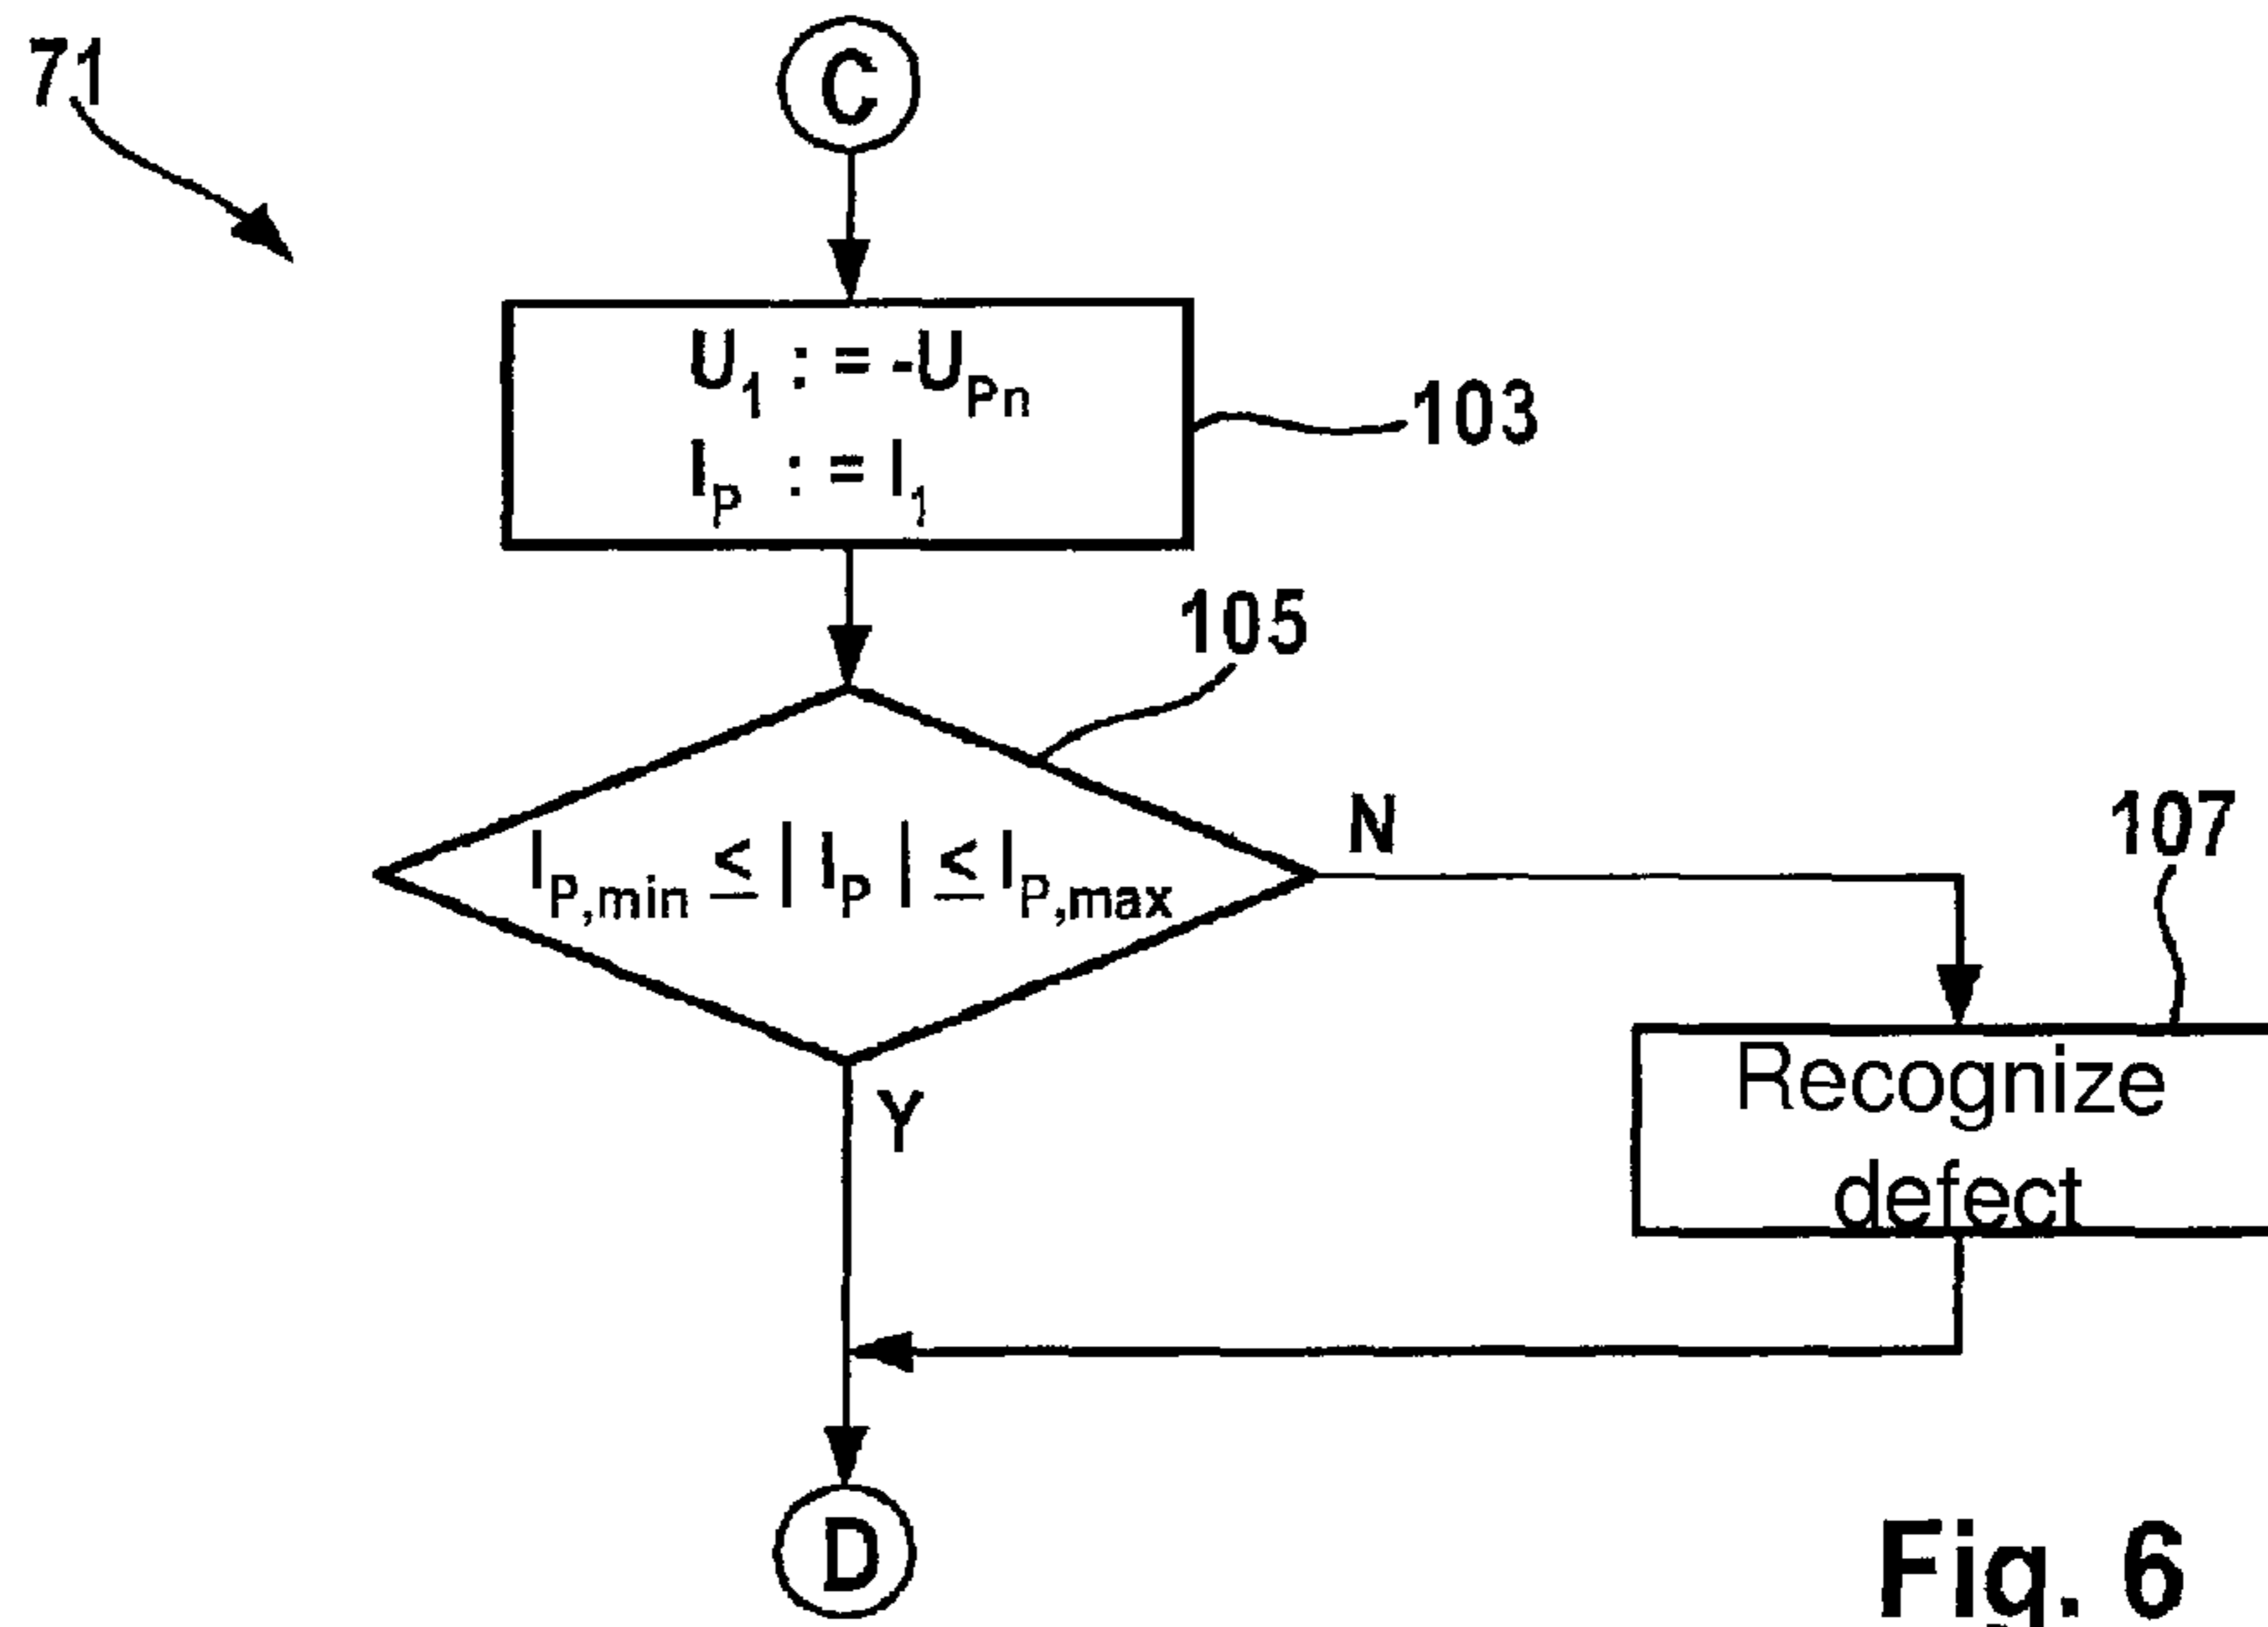 71
C
U1 := -UPn
IP := I1
103
105
IP,min ≤ | IP | ≤ IP,max
N
107
Recognize
defect
Y
D
Fig. 6